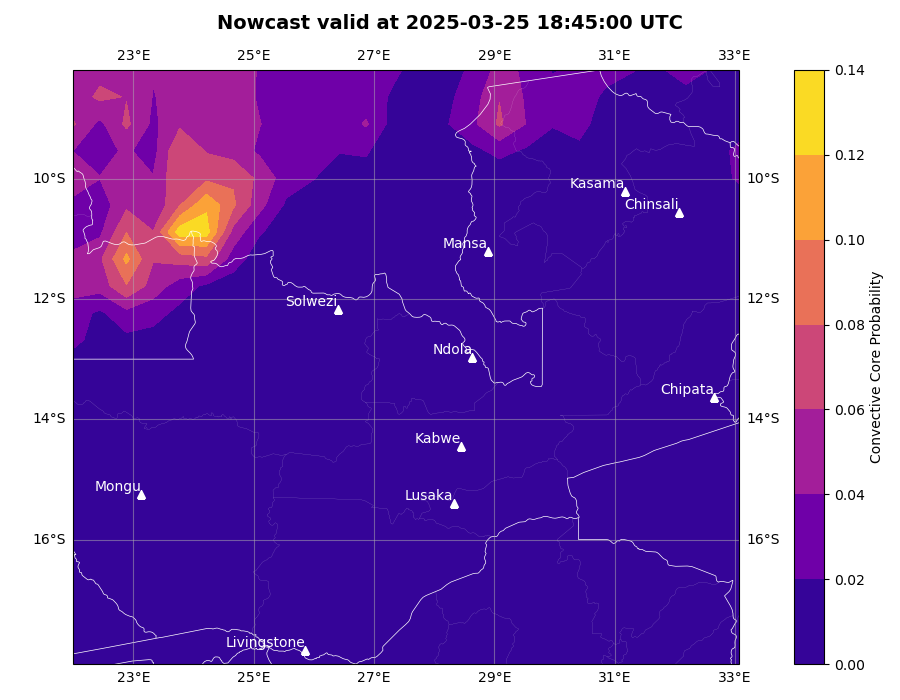 Nowcast valid at 2025-03-25 18:45:00 UTC
23°E 25°E 27°E 29°E 31°E 33°E
0.14
0.12
10°S 10°S
Kasama
Chinsali
0.10
Mansa
12°S 12°S
Solwezi
0.08
Ndola
Chipata
0.06
14°S 14°S
Kabwe
Mongu
Lusaka
0.04
16°S 16°S
0.02
Livingstone
0.00
23°E 25°E 27°E 29°E 31°E 33°E
Convective Core Probability